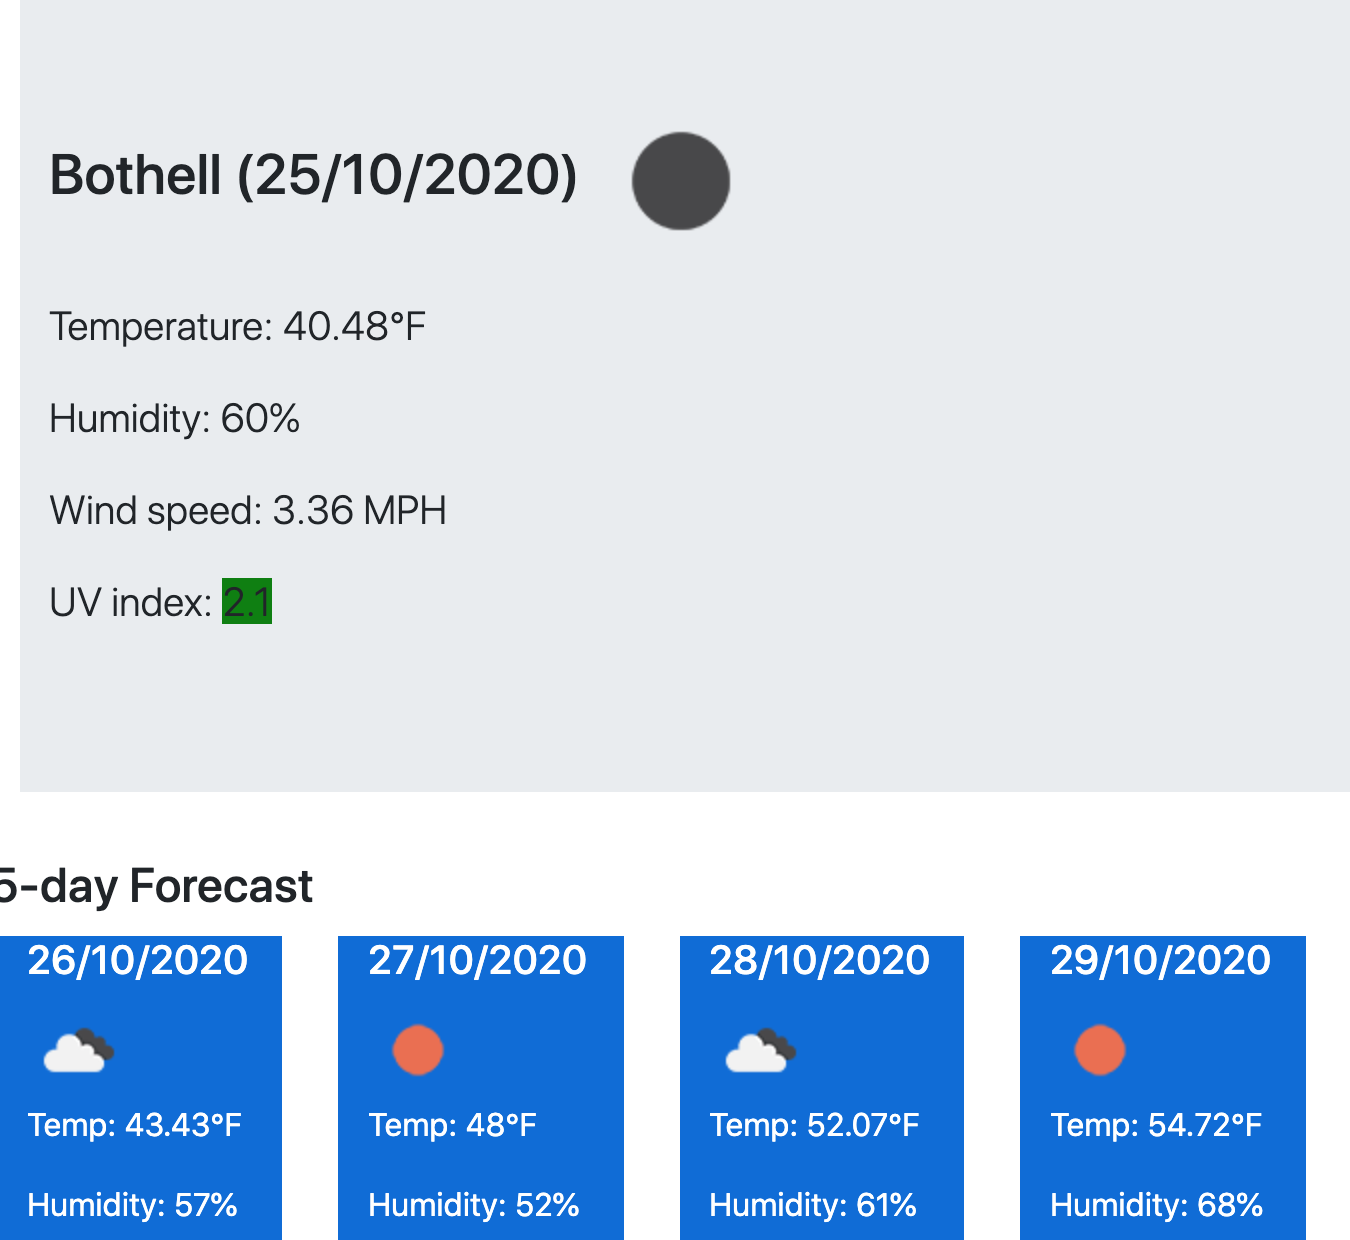 Bothell (25/10/2020)
Temperature: 40.48°F
Humidity: 60%
Wind speed: 3.36 MPH
UV index: 2.1
5-day Forecast
26/10/2020
Temp: 43.43°F
Humidity: 57%
27/10/2020
Temp: 48°F
Humidity: 52%
28/10/2020
Temp: 52.07°F
Humidity: 61%
29/10/2020
Temp: 54.72°F
Humidity: 68%